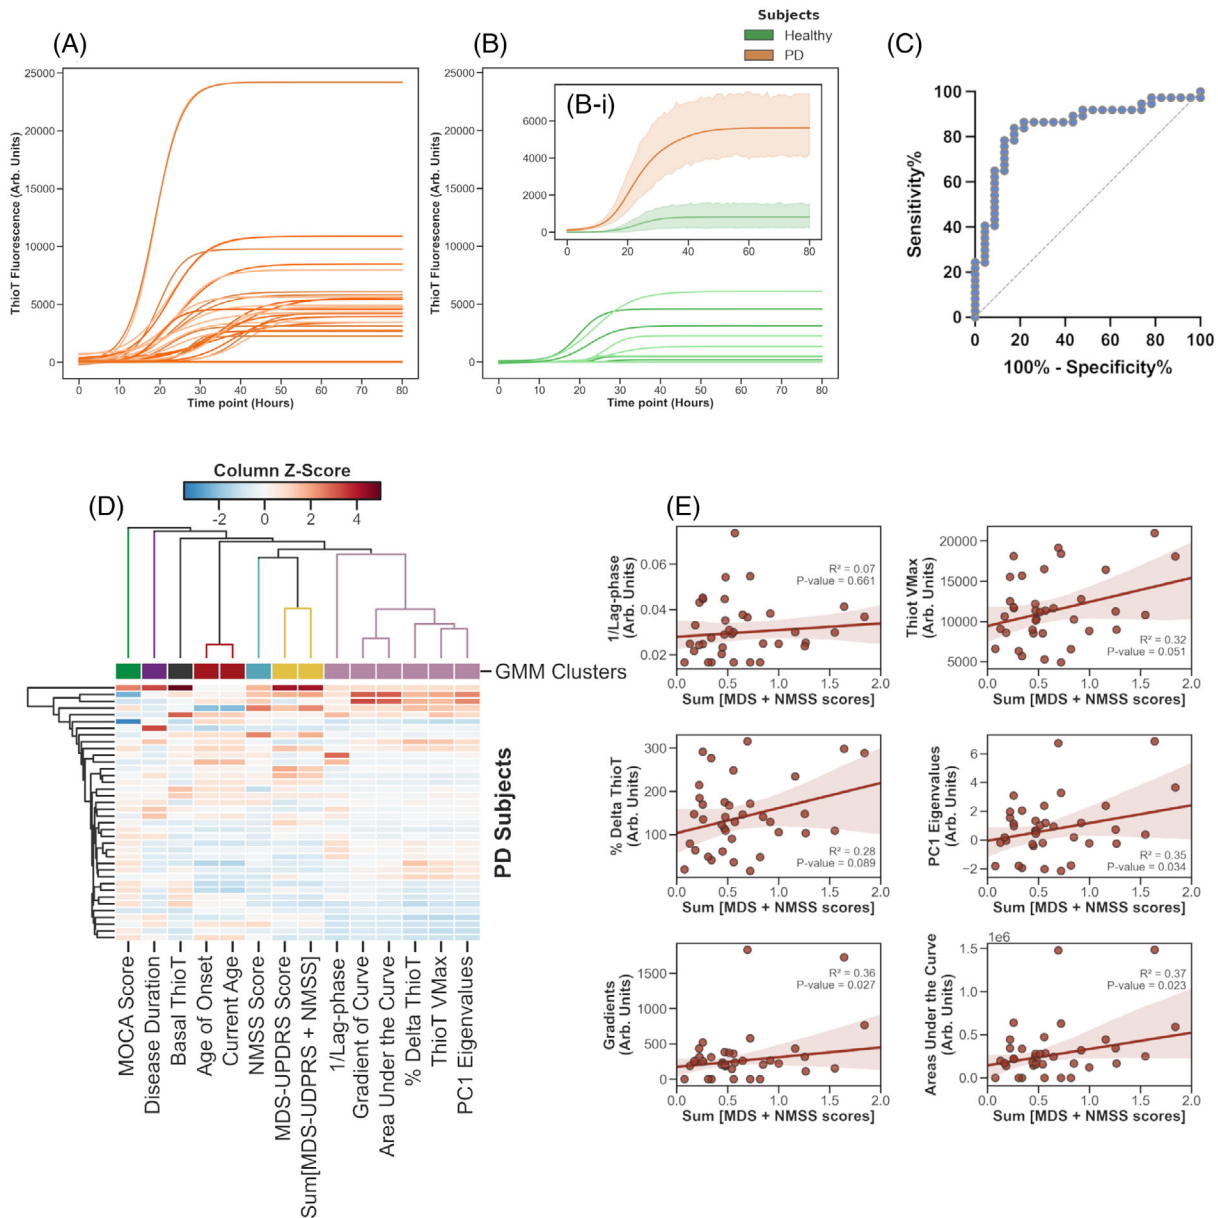 Subjects
Healthy
PD
(A)
(B)
(C)
25000
20000
15000
10000
5000
0
ThioT Fluorescence (Arb. Units)
0 10 20 30 40 50 60 70 80
Time point (Hours)
25000
20000
15000
10000
5000
0
ThioT Fluorescence (Arb. Units)
0 10 20 30 40 50 60 70 80
Time point (Hours)
(B-i)
6000
4000
2000
0
0 20 40 60 80
100
80
60
40
20
0
Sensitivity%
0 20 40 60 80 100
100% - Specificity%
(D)
Column Z-Score
-2 0 2 4
GMM Clusters
PD Subjects
MOCA Score
Disease Duration
Basal ThioT
Age of Onset
Current Age
NMSS Score
MDS-UPDRS Score
Sum[MDS-UDPRS + NMSS]
1/Lag-phase
Gradient of Curve
Area Under the Curve
% Delta ThioT
ThioT VMax
PC1 Eigenvalues
(E)
0.06
0.04
0.02
1/Lag-phase
(Arb. Units)
R² = 0.07
P-value = 0.661
0.0 0.5 1.0 1.5 2.0
Sum [MDS + NMSS scores]
20000
15000
10000
5000
Thiot VMax
(Arb. Units)
R² = 0.32
P-value = 0.051
0.0 0.5 1.0 1.5 2.0
Sum [MDS + NMSS scores]
300
200
100
% Delta ThioT
(Arb. Units)
R² = 0.28
P-value = 0.089
0.0 0.5 1.0 1.5 2.0
Sum [MDS + NMSS scores]
6
4
2
0
−2
PC1 Eigenvalues
(Arb. Units)
R² = 0.35
P-value = 0.034
0.0 0.5 1.0 1.5 2.0
Sum [MDS + NMSS scores]
1500
1000
500
0
Gradients
(Arb. Units)
R² = 0.36
P-value = 0.027
0.0 0.5 1.0 1.5 2.0
Sum [MDS + NMSS scores]
1e6
1.5
1.0
0.5
0.0
Areas Under the Curve
(Arb. Units)
R² = 0.37
P-value = 0.023
0.0 0.5 1.0 1.5 2.0
Sum [MDS + NMSS scores]